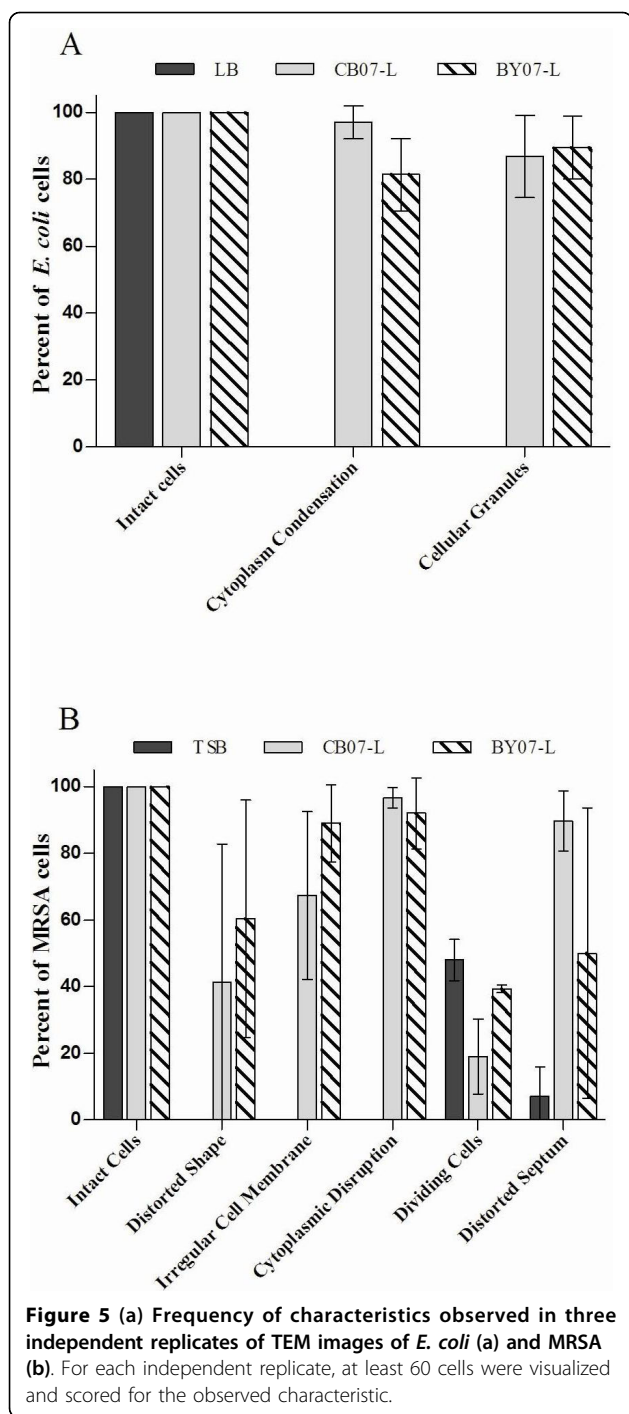 A
LB CB07-L BY07-L
Percent of E. coli cells
100
80
60
40
20
0
Intact cells
Cytoplasm Condensation
Cellular Granules
B
TSB CB07-L BY07-L
Percent of MRSA cells
100
80
60
40
20
0
Intact Cells
Distorted Shape
Irregular Cell Membrane
Cytoplasmic Disruption
Dividing Cells
Distorted Septum
Figure 5 (a) Frequency of characteristics observed in three
independent replicates of TEM images of E. coli (a) and MRSA
(b). For each independent replicate, at least 60 cells were visualized
and scored for the observed characteristic.